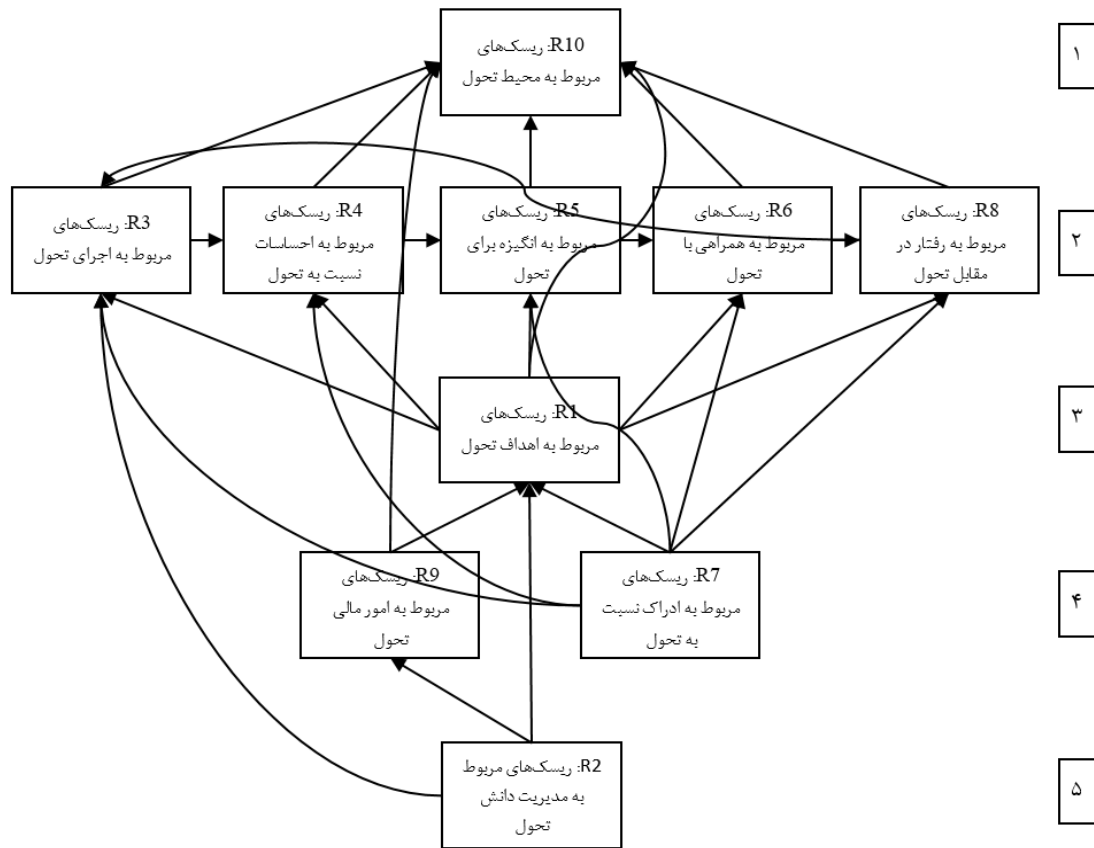 R10: ریسک‌های
مربوط به محیط تحول
۱
R3: ریسک‌های
مربوط به اجرای تحول
R4: ریسک‌های
مربوط به احساسات
نسبت به تحول
R5: ریسک‌های
مربوط به انگیزه برای
تحول
R6: ریسک‌های
مربوط به همراهی با
تحول
R8: ریسک‌های
مربوط به رفتار در
مقابل تحول
۲
R1: ریسک‌های
مربوط به اهداف تحول
۳
R9: ریسک‌های
مربوط به امور مالی
تحول
R7: ریسک‌های
مربوط به ادراک نسبت
به تحول
۴
R2: ریسک‌های مربوط
به مدیریت دانش
تحول
۵